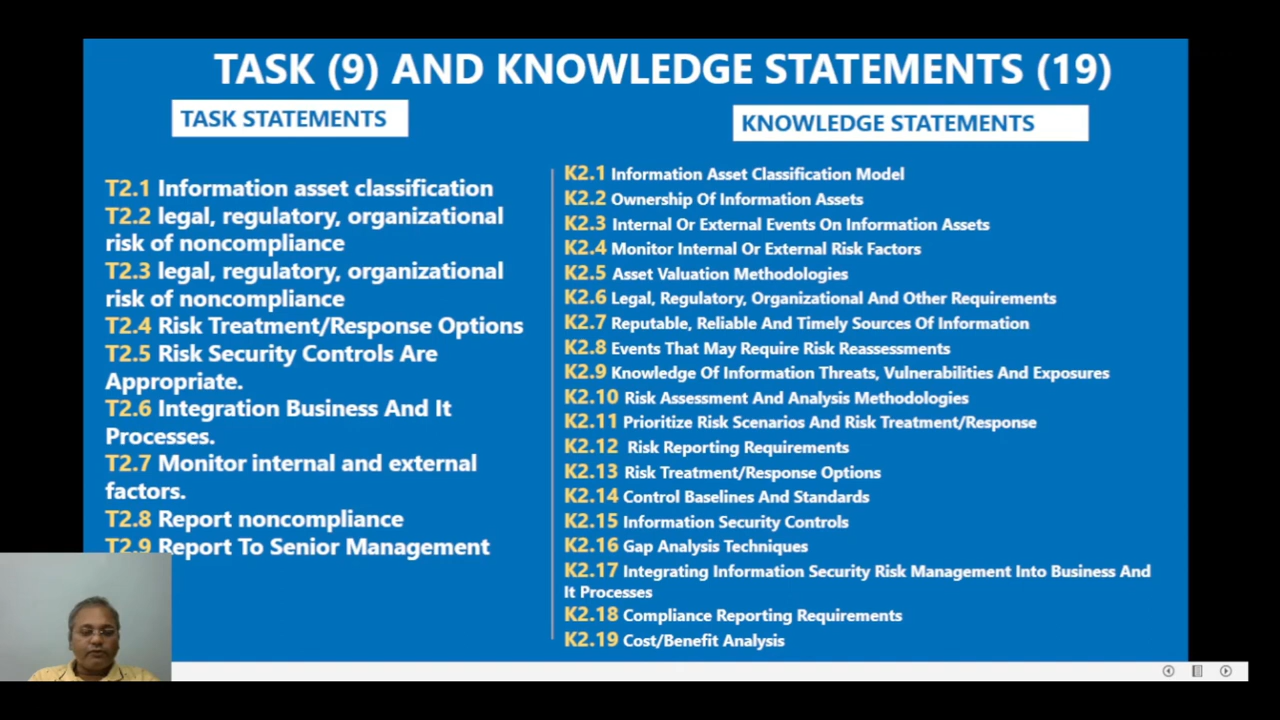 TASK (9) AND KNOWLEDGE STATEMENTS (19)
TASK STATEMENTS
T2.1 Information asset classification
T2.2 legal, regulatory, organizational
risk of noncompliance
T2.3 legal, regulatory, organizational
risk of noncompliance
T2.4 Risk Treatment/Response Options
T2.5 Risk Security Controls Are
Appropriate.
T2.6 Integration Business And It
Processes.
T2.7 Monitor internal and external
factors.
T2.8 Report noncompliance
T2.9 Report To Senior Management
KNOWLEDGE STATEMENTS
K2.1 Information Asset Classification Model
K2.2 Ownership Of Information Assets
K2.3 Internal Or External Events On Information Assets
K2.4 Monitor Internal Or External Risk Factors
K2.5 Asset Valuation Methodologies
K2.6 Legal, Regulatory, Organizational And Other Requirements
K2.7 Reputable, Reliable And Timely Sources Of Information
K2.8 Events That May Require Risk Reassessments
K2.9 Knowledge Of Information Threats, Vulnerabilities And Exposures
K2.10 Risk Assessment And Analysis Methodologies
K2.11 Prioritize Risk Scenarios And Risk Treatment/Response
K2.12 Risk Reporting Requirements
K2.13 Risk Treatment/Response Options
K2.14 Control Baselines And Standards
K2.15 Information Security Controls
K2.16 Gap Analysis Techniques
K2.17 Integrating Information Security Risk Management Into Business And
It Processes
K2.18 Compliance Reporting Requirements
K2.19 Cost/Benefit Analysis